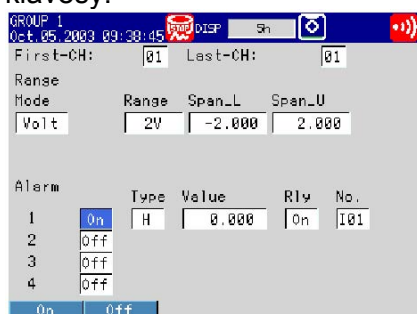 klávesy:
GROUP 1
Oct.05.2003 09:38:45 STOP DISP 5h
First-CH: 01 Last-CH: 01
Range
Mode Range Span_L Span_U
Volt 2V -2.000 2.000
Alarm
Type Value Rly No.
1 On H 0.000 On I01
2 Off
3 Off
4 Off
On Off